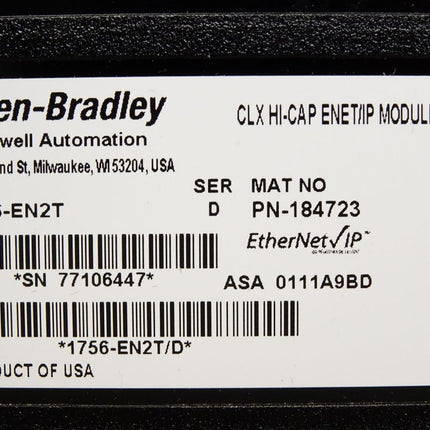 en-Bradley
CLX HI-CAP ENET/IP MODULE
well Automation
nd St, Milwaukee, WI 53204, USA
SER MAT NO
-EN2T D PN-184723
EtherNet/IP™
*SN 77106447* ASA 0111A9BD
*1756-EN2T/D*
DUCT OF USA